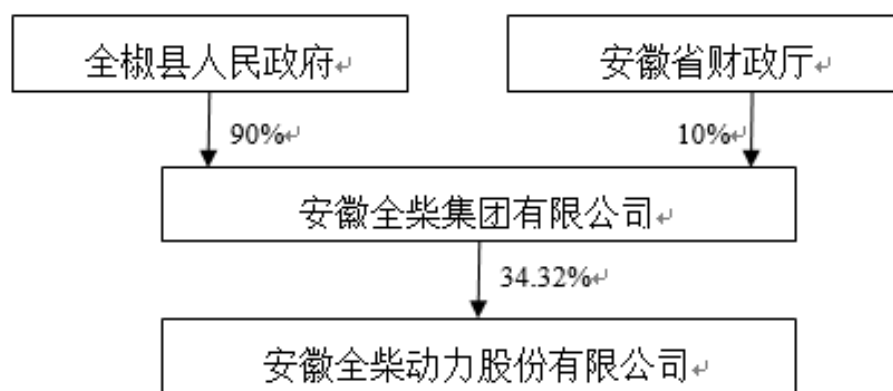 全椒县人民政府
安徽省财政厅
90%
10%
安徽全柴集团有限公司
34.32%
安徽全柴动力股份有限公司